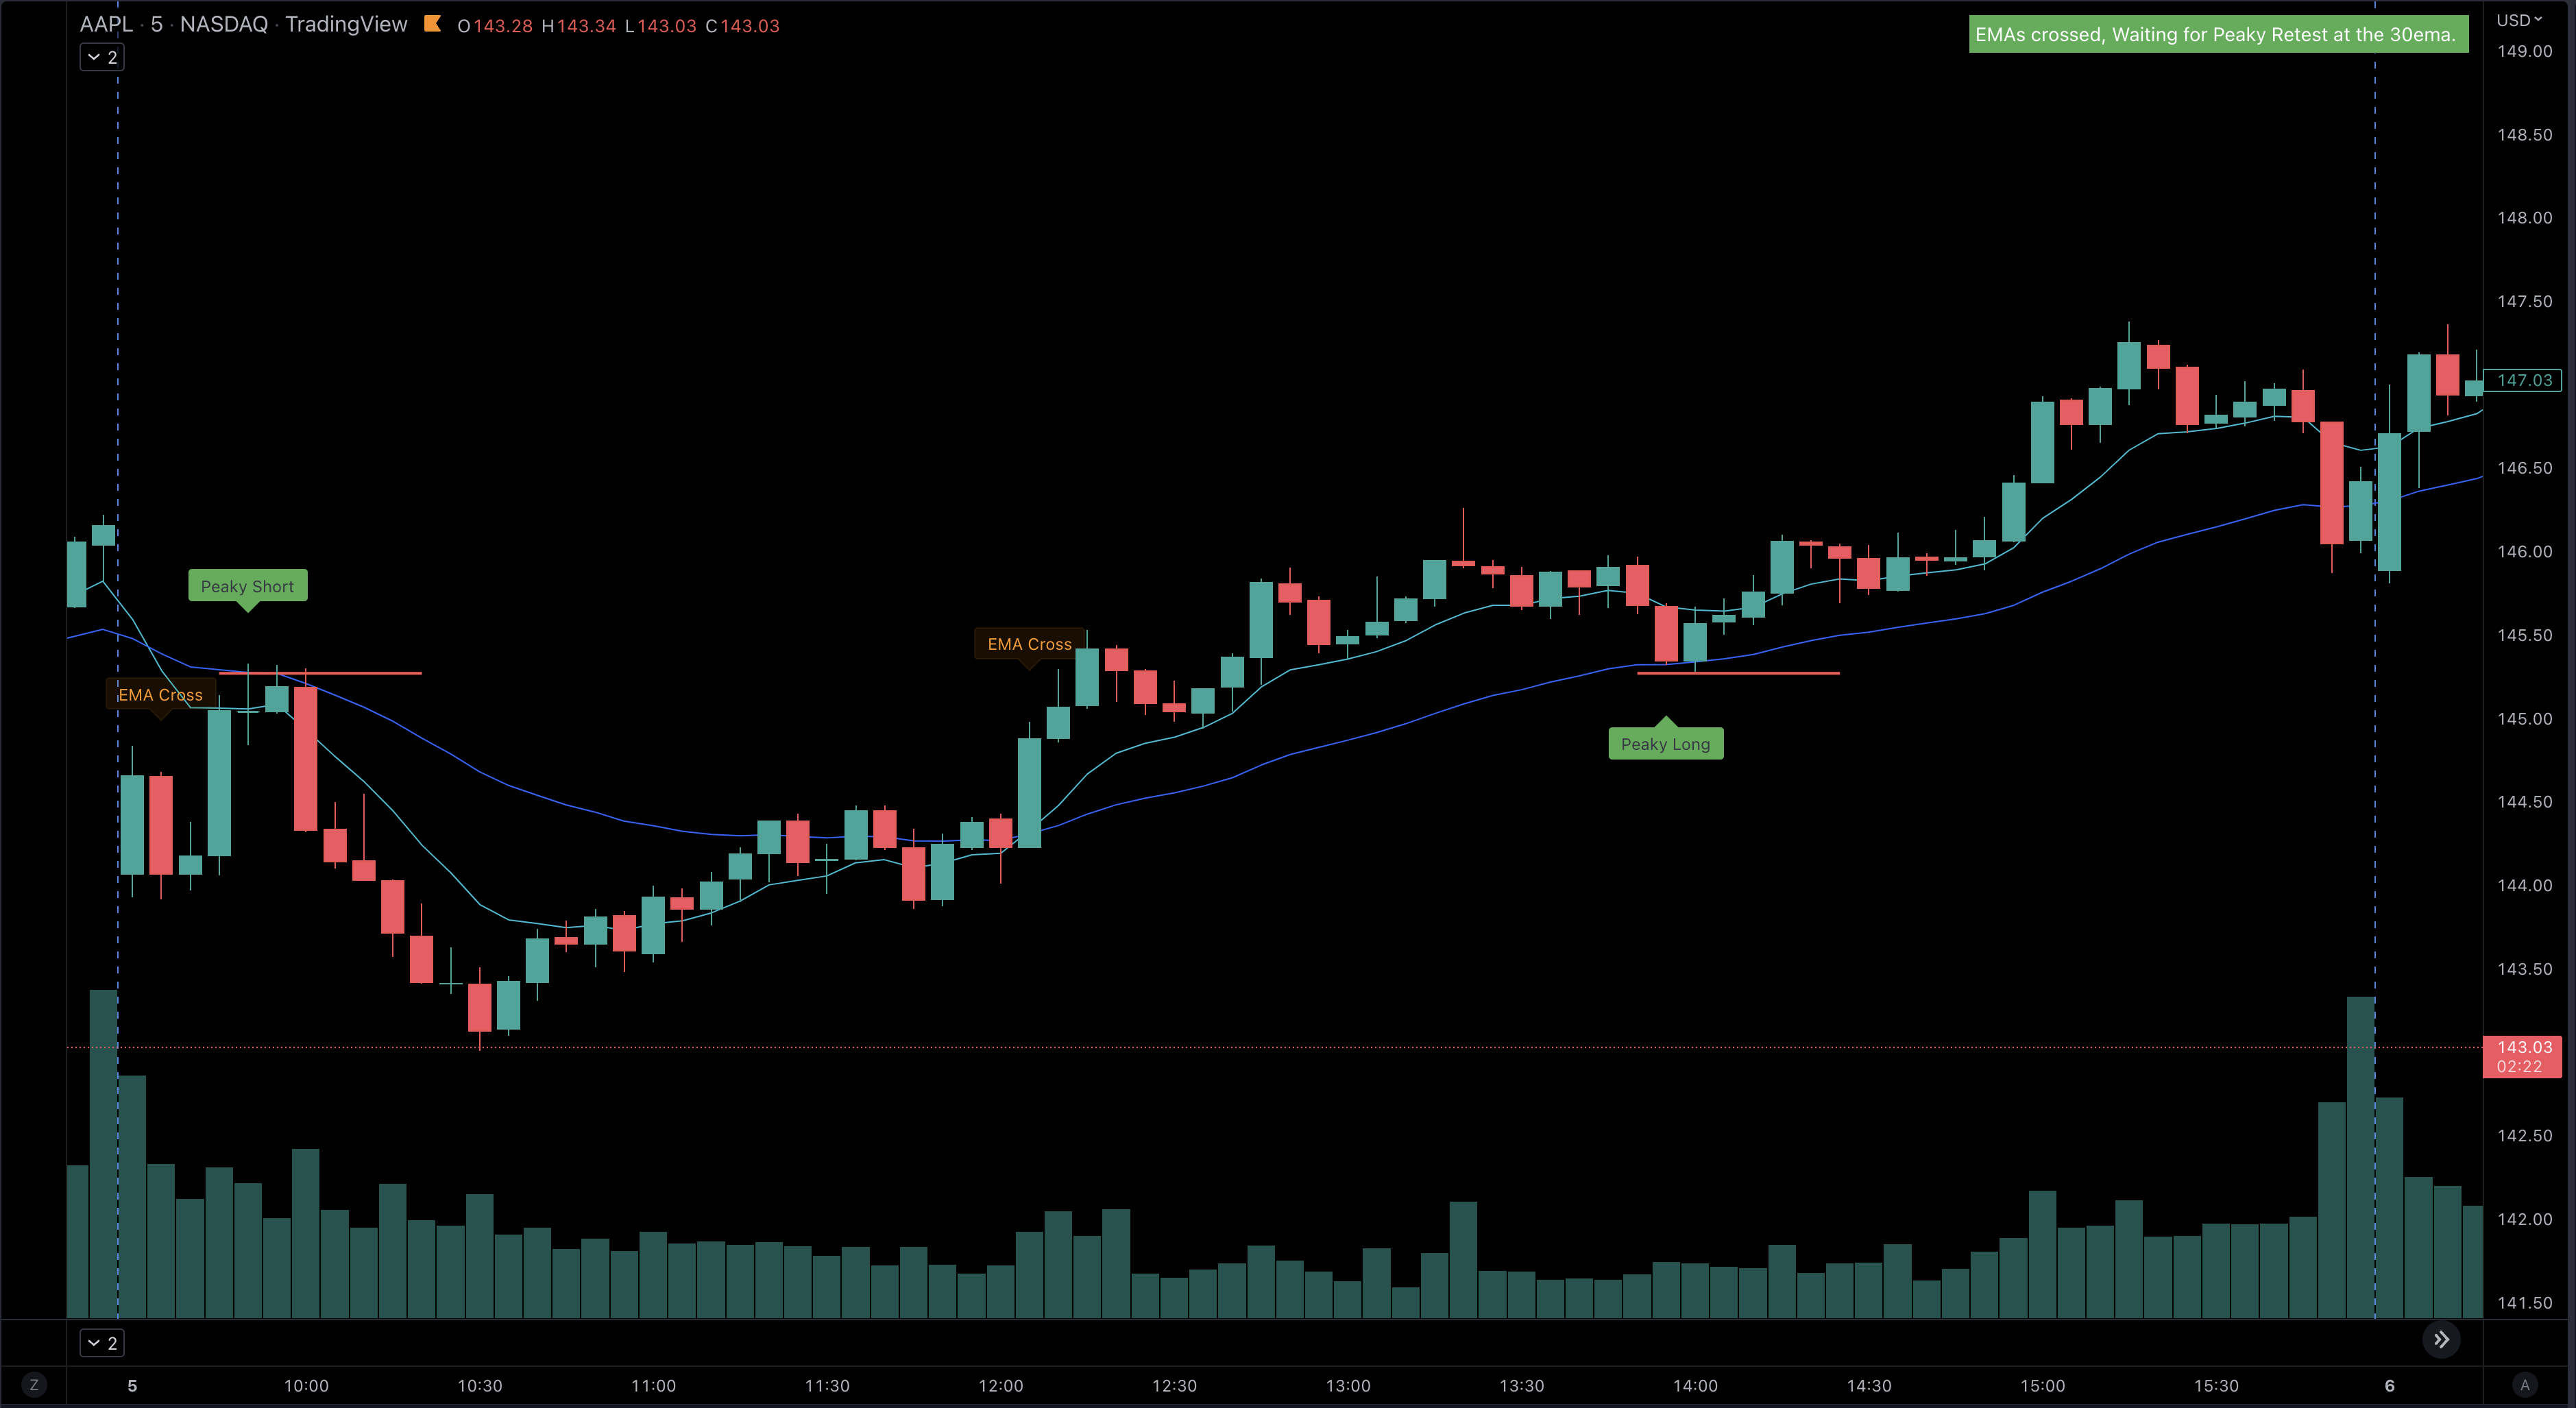 AAPL · 5 · NASDAQ · TradingView O143.28 H143.34 L143.03 C143.03
2
EMAs crossed, Waiting for Peaky Retest at the 30ema.
USD
149.00
148.50
148.00
147.50
147.03
146.50
146.00
145.50
145.00
144.50
144.00
143.50
143.03
02:22
142.50
142.00
141.50
Peaky Short
EMA Cross
EMA Cross
Peaky Long
2
Z
5 10:00 10:30 11:00 11:30 12:00 12:30 13:00 13:30 14:00 14:30 15:00 15:30 6
A